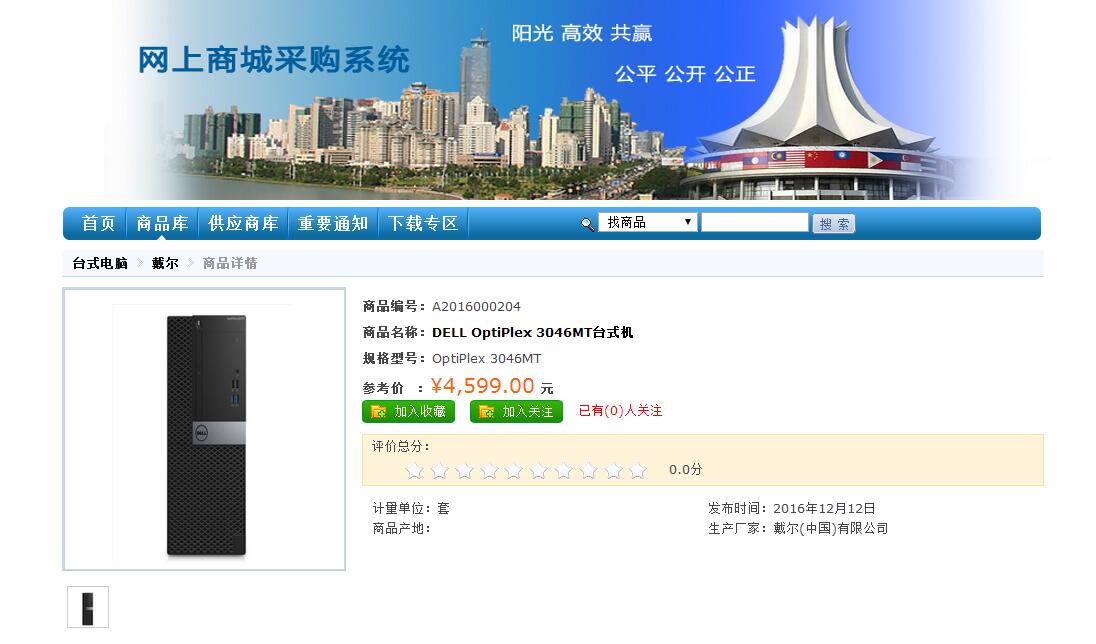 网上商城采购系统
阳光 高效 共赢
公平 公开 公正
首页 商品库 供应商库 重要通知 下载专区 找商品 搜 索
台式电脑 戴尔 商品详情
商品编号：A2016000204
商品名称：DELL OptiPlex 3046MT台式机
规格型号：OptiPlex 3046MT
参考价 ：¥4,599.00 元
加入收藏 加入关注 已有(0)人关注
评价总分：
0.0分
计量单位：套 发布时间：2016年12月12日
商品产地： 生产厂家：戴尔(中国)有限公司
DELL